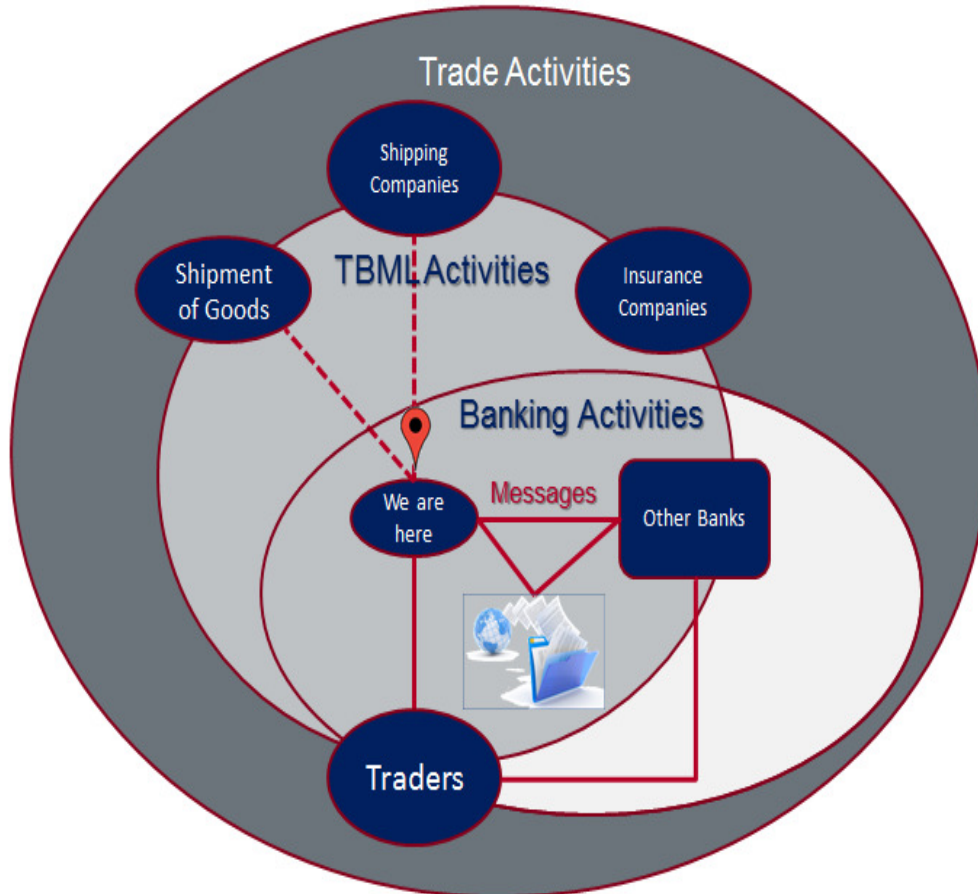 Trade Activities
Shipping
Companies
Shipment
of Goods
TBML Activities
Insurance
Companies
Banking Activities
We are
here
Messages
Other Banks
Traders